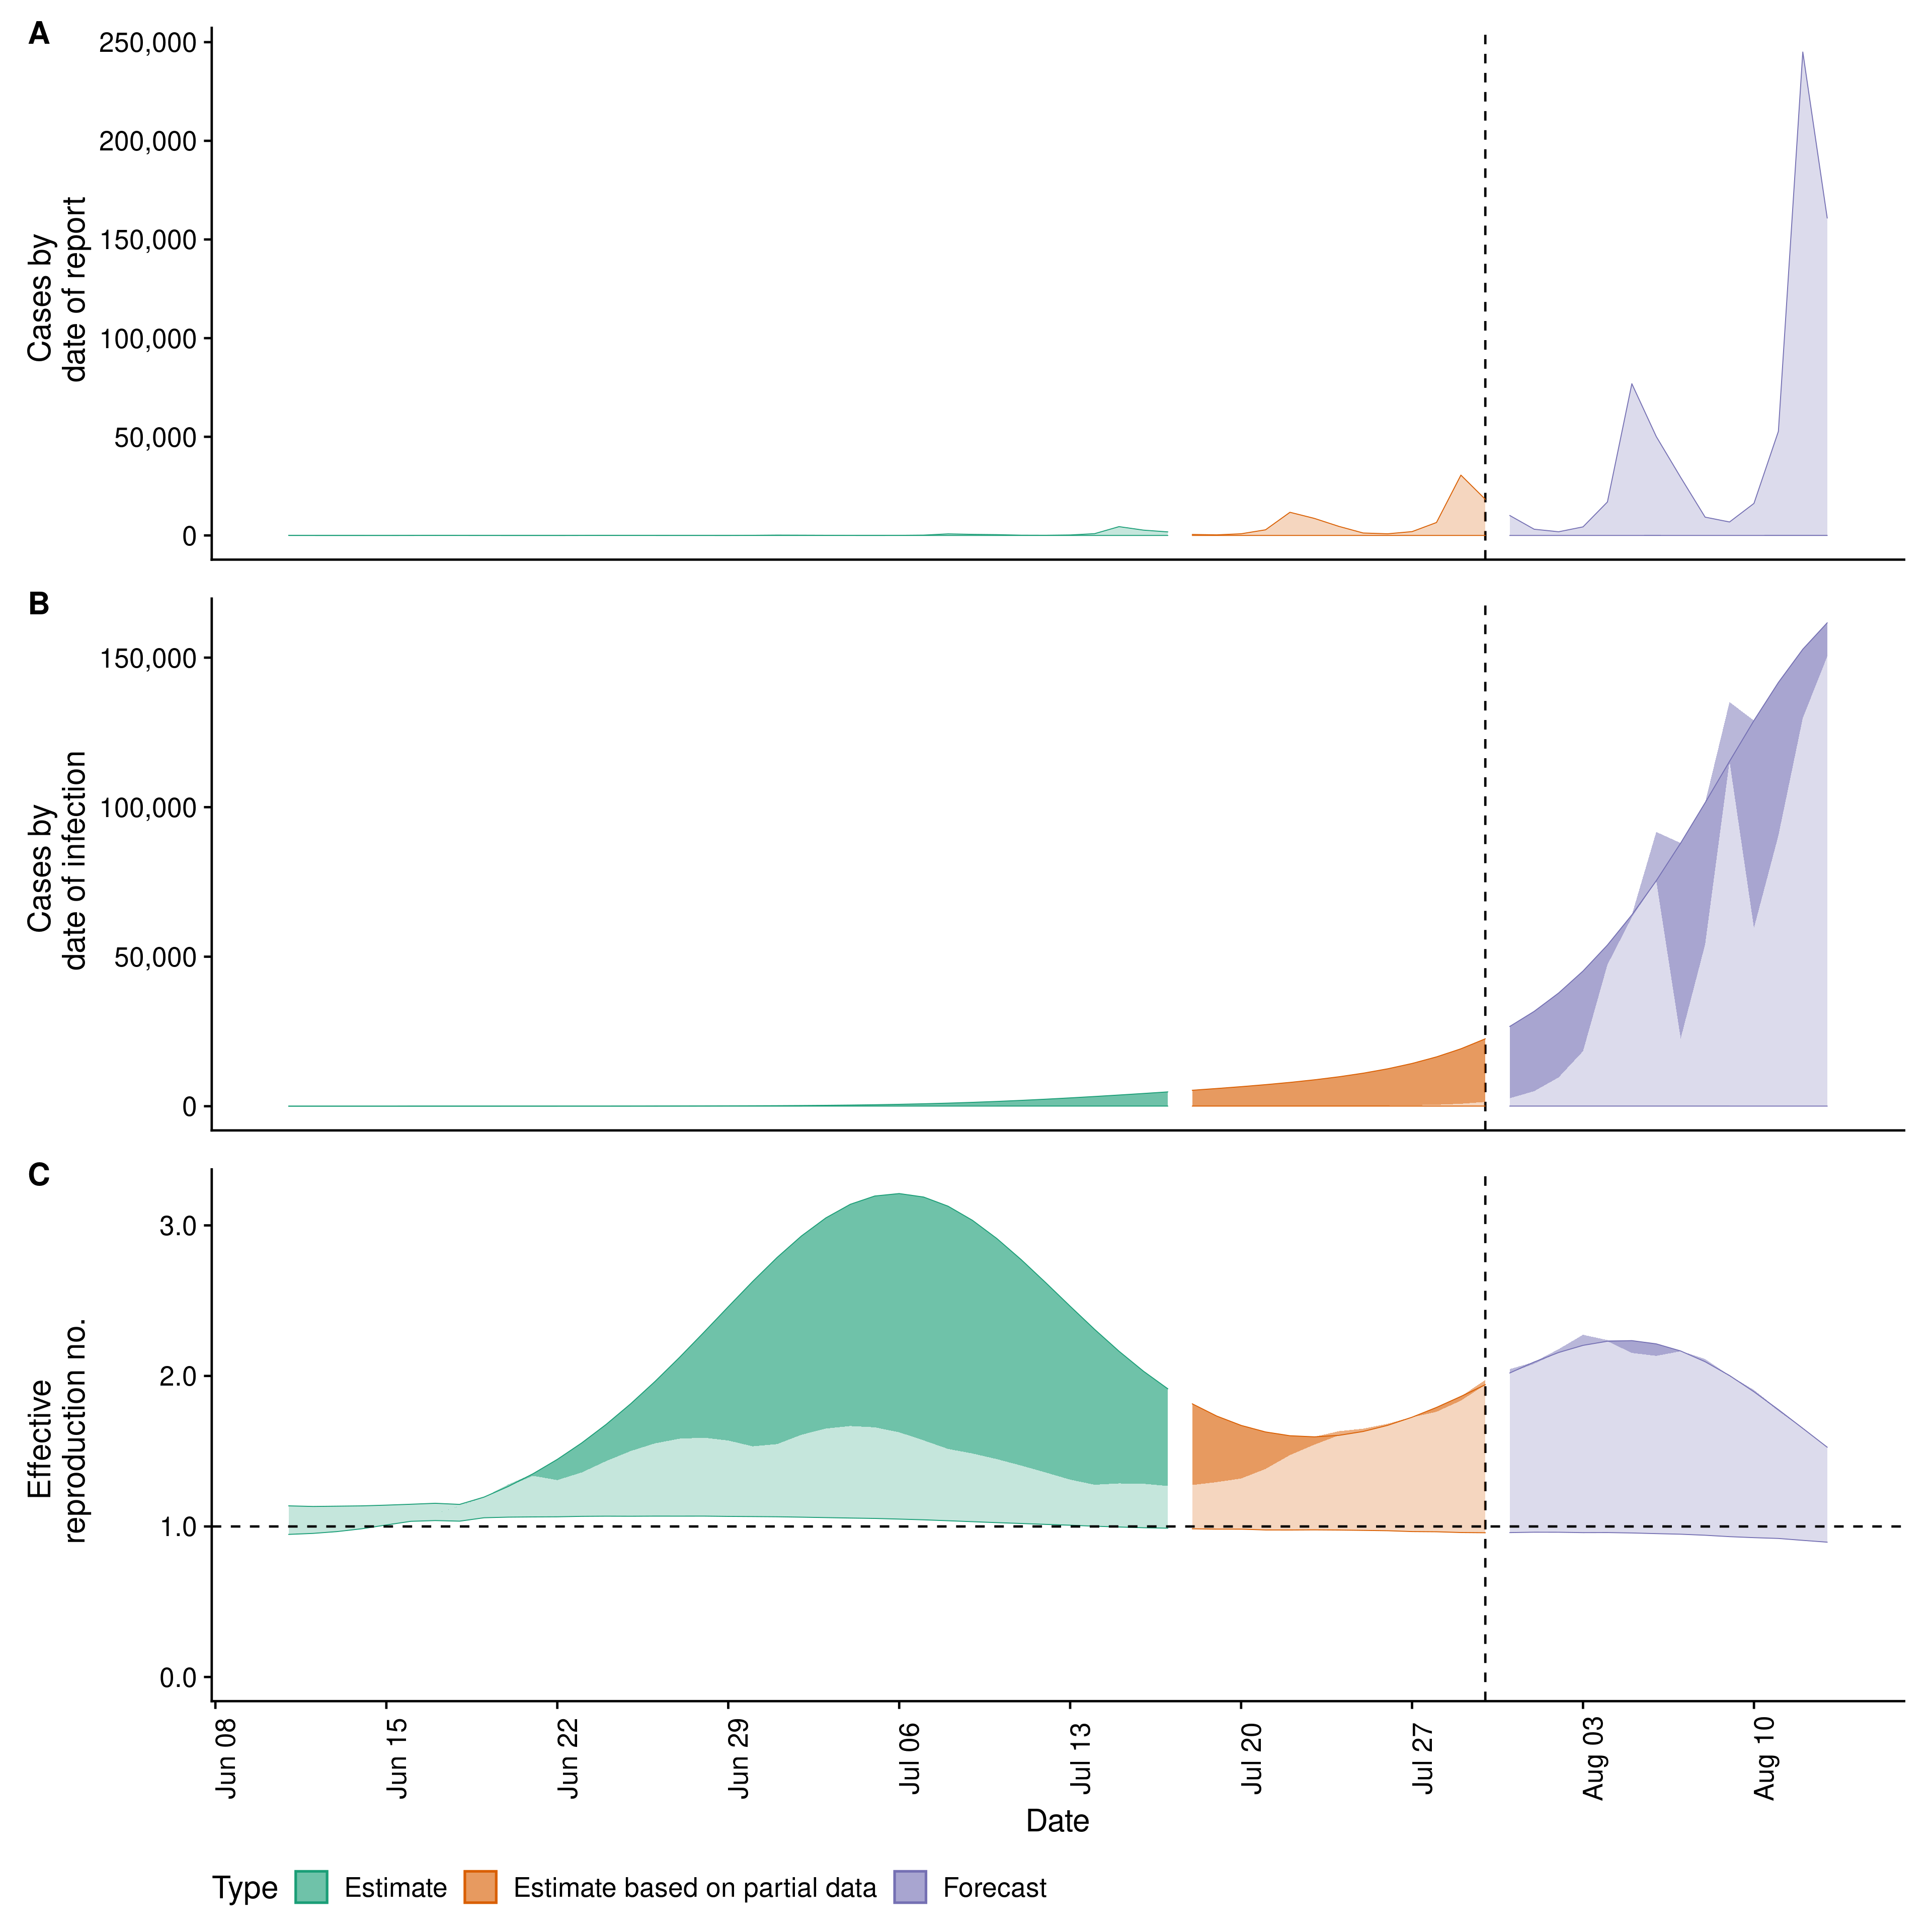 A
250,000
200,000
150,000
100,000
50,000
0
Cases by
date of report
B
150,000
100,000
50,000
0
Cases by
date of infection
C
3.0
2.0
1.0
0.0
Effective
reproduction no.
Jun 08
Jun 15
Jun 22
Jun 29
Jul 06
Jul 13
Jul 20
Jul 27
Aug 03
Aug 10
Date
Type Estimate Estimate based on partial data Forecast